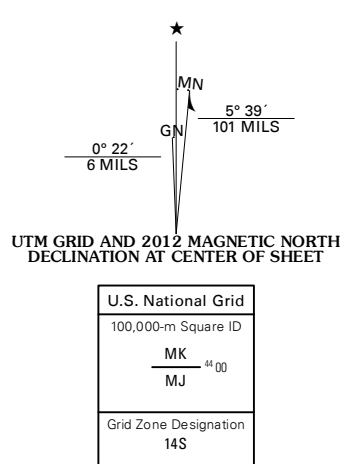 ★
MN
5° 39´
101 MILS
GN
0° 22´
6 MILS
UTM GRID AND 2012 MAGNETIC NORTH
DECLINATION AT CENTER OF SHEET
U.S. National Grid
100,000-m Square ID
MK
44 00
MJ
Grid Zone Designation
14S